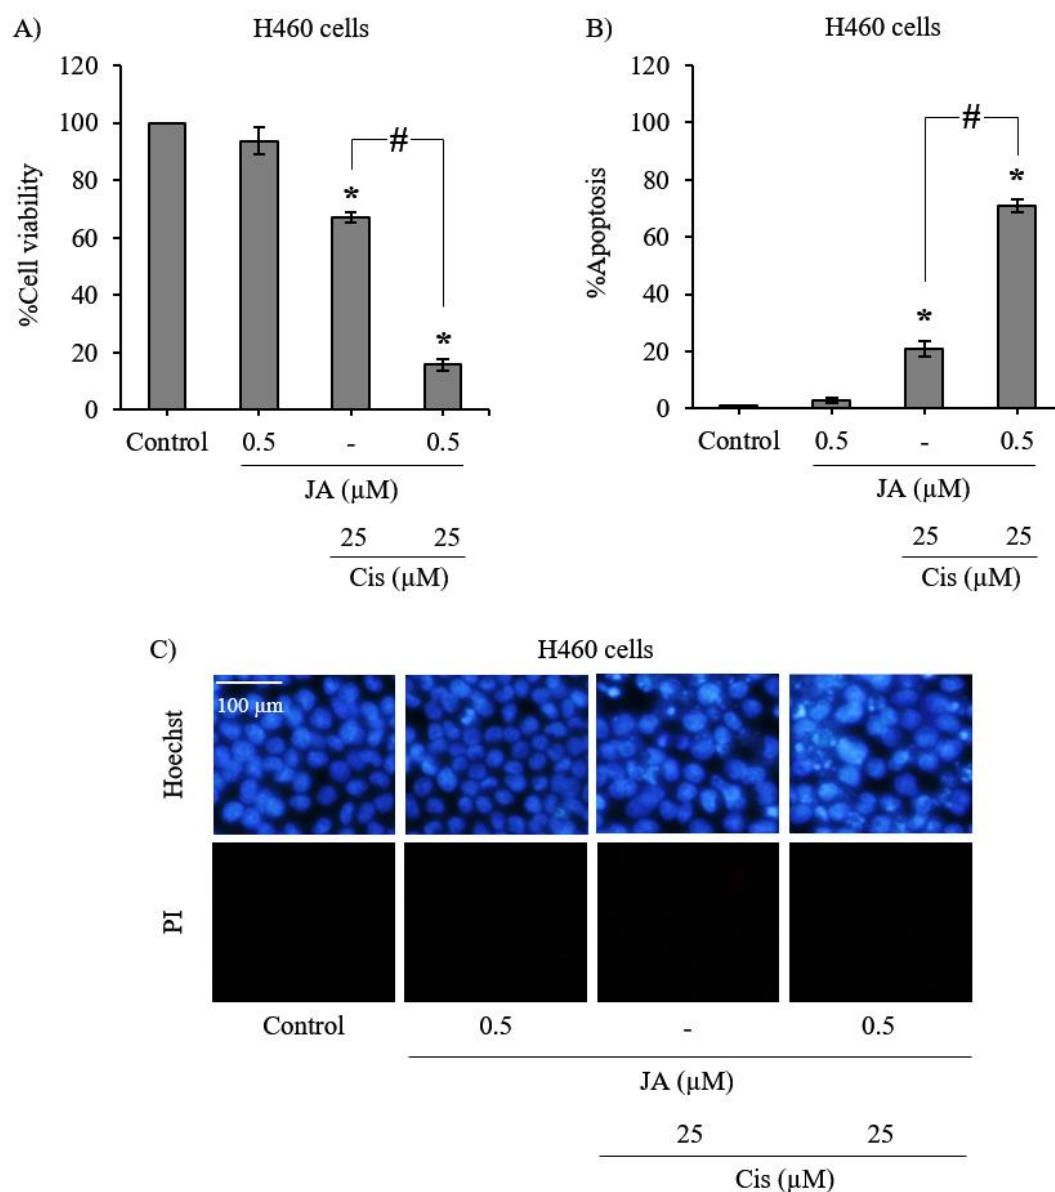 A)
H460 cells
120
100
80
60
40
20
0
%Cell viability
#
*
*
Control 0.5 - 0.5
JA (µM)
25 25
Cis (µM)
B)
H460 cells
120
100
80
60
40
20
0
%Apoptosis
#
*
*
Control 0.5 - 0.5
JA (µM)
25 25
Cis (µM)
C)
H460 cells
Hoechst
100 µm
PI
Control 0.5 - 0.5
JA (µM)
25 25
Cis (µM)